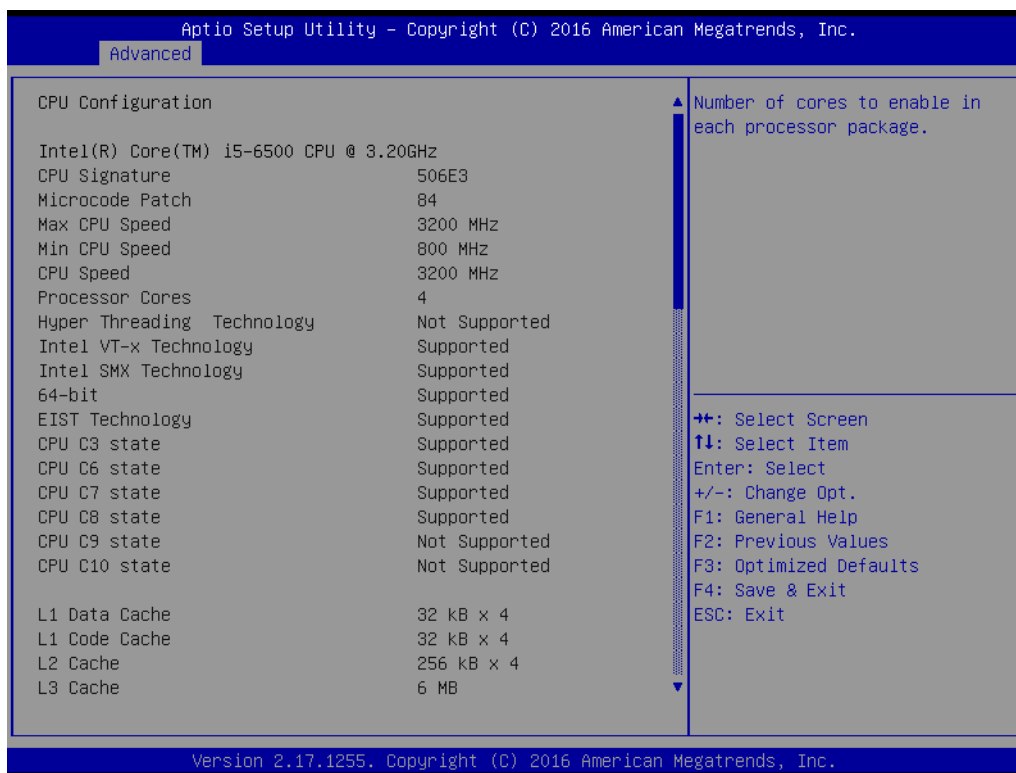 Aptio Setup Utility – Copyright (C) 2016 American Megatrends, Inc.
Advanced
CPU Configuration
Intel(R) Core(TM) i5-6500 CPU @ 3.20GHz
CPU Signature 506E3
Microcode Patch 84
Max CPU Speed 3200 MHz
Min CPU Speed 800 MHz
CPU Speed 3200 MHz
Processor Cores 4
Hyper Threading Technology Not Supported
Intel VT-x Technology Supported
Intel SMX Technology Supported
64-bit Supported
EIST Technology Supported
CPU C3 state Supported
CPU C6 state Supported
CPU C7 state Supported
CPU C8 state Supported
CPU C9 state Not Supported
CPU C10 state Not Supported
L1 Data Cache 32 kB x 4
L1 Code Cache 32 kB x 4
L2 Cache 256 kB x 4
L3 Cache 6 MB
Number of cores to enable in
each processor package.
→←: Select Screen
↑↓: Select Item
Enter: Select
+/-: Change Opt.
F1: General Help
F2: Previous Values
F3: Optimized Defaults
F4: Save & Exit
ESC: Exit
Version 2.17.1255. Copyright (C) 2016 American Megatrends, Inc.